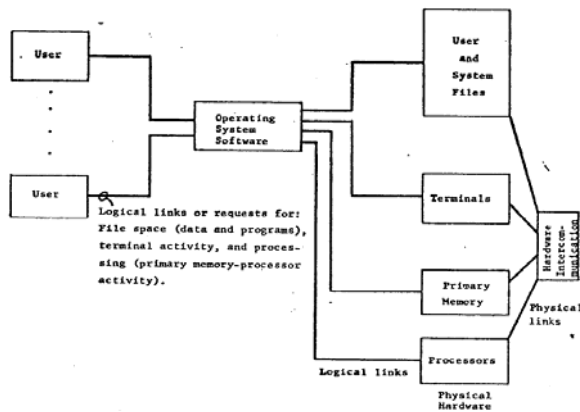 User
User
and
System
Files
Operating
System
Software
User
Terminals
Logical links or requests for:
File space (data and programs),
terminal activity, and proces-
sing (primary memory-processor
activity).
Hardware
Intercom-
munication
Primary
Memory
Physical
links
Processors
Logical links
Physical
Hardware